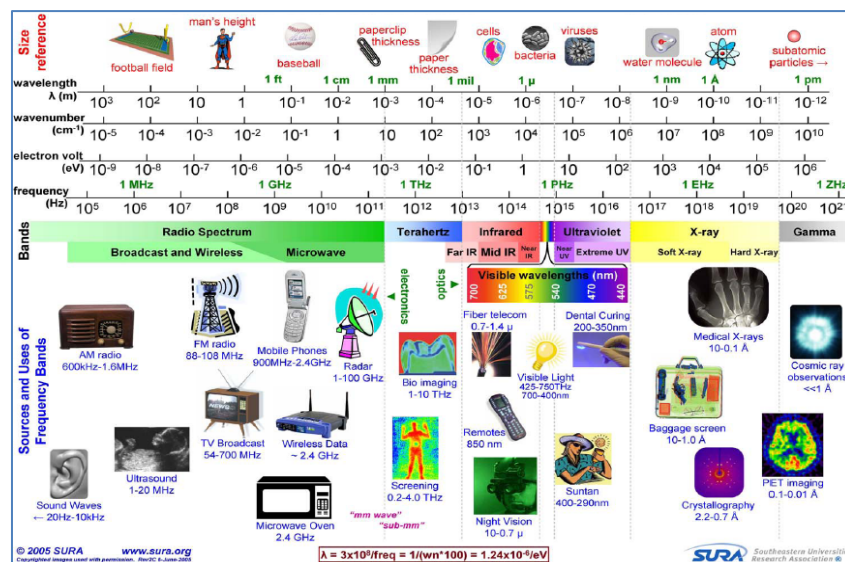 Size reference
football field
man's height
baseball
paperclip thickness
paper thickness
cells
bacteria
viruses
water molecule
atom
subatomic particles →
wavelength λ (m)
1 ft 1 cm 1 mm 1 mil 1 µ 1 nm 1 Å 1 pm
10³ 10² 10 1 10⁻¹ 10⁻² 10⁻³ 10⁻⁴ 10⁻⁵ 10⁻⁶ 10⁻⁷ 10⁻⁸ 10⁻⁹ 10⁻¹⁰ 10⁻¹¹ 10⁻¹²
wavenumber (cm⁻¹)
10⁻⁵ 10⁻⁴ 10⁻³ 10⁻² 10⁻¹ 1 10 10² 10³ 10⁴ 10⁵ 10⁶ 10⁷ 10⁸ 10⁹ 10¹⁰
electron volt (eV)
10⁻⁹ 10⁻⁸ 10⁻⁷ 10⁻⁶ 10⁻⁵ 10⁻⁴ 10⁻³ 10⁻² 10⁻¹ 1 10 10² 10³ 10⁴ 10⁵ 10⁶
frequency (Hz)
1 MHz 1 GHz 1 THz 1 PHz 1 EHz 1 ZHz
10⁵ 10⁶ 10⁷ 10⁸ 10⁹ 10¹⁰ 10¹¹ 10¹² 10¹³ 10¹⁴ 10¹⁵ 10¹⁶ 10¹⁷ 10¹⁸ 10¹⁹ 10²⁰ 10²¹
Bands
Radio Spectrum Terahertz Infrared Ultraviolet X-ray Gamma
Broadcast and Wireless Microwave Far IR Mid IR Near IR Near UV Extreme UV Soft X-ray Hard X-ray
electronics
optics
Visible wavelengths (nm)
700 625 575 540 470 440
Sources and Uses of Frequency Bands
AM radio
600kHz-1.6MHz
FM radio
88-108 MHz
Mobile Phones
900MHz-2.4GHz
Radar
1-100 GHz
Bio imaging
1-10 THz
Fiber telecom
0.7-1.4 µ
Visible Light
425-750THz
700-400nm
Dental Curing
200-350nm
Medical X-rays
10-0.1 Å
Cosmic ray observations
<<1 Å
Sound Waves
← 20Hz-10kHz
Ultrasound
1-20 MHz
NEWS
TV Broadcast
54-700 MHz
Wireless Data
~ 2.4 GHz
Microwave Oven
2.4 GHz
Screening
0.2-4.0 THz
"mm wave"
"sub-mm"
Remotes
850 nm
Night Vision
10-0.7 µ
Suntan
400-290nm
Baggage screen
10-1.0 Å
Crystallography
2.2-0.7 Å
PET imaging
0.1-0.01 Å
© 2005 SURA www.sura.org
Copyrighted images used with permission. Rev2C 6-June-2005
λ = 3x10⁸/freq = 1/(wn*100) = 1.24x10⁻⁶/eV
SURA
Southeastern Universities
Research Association